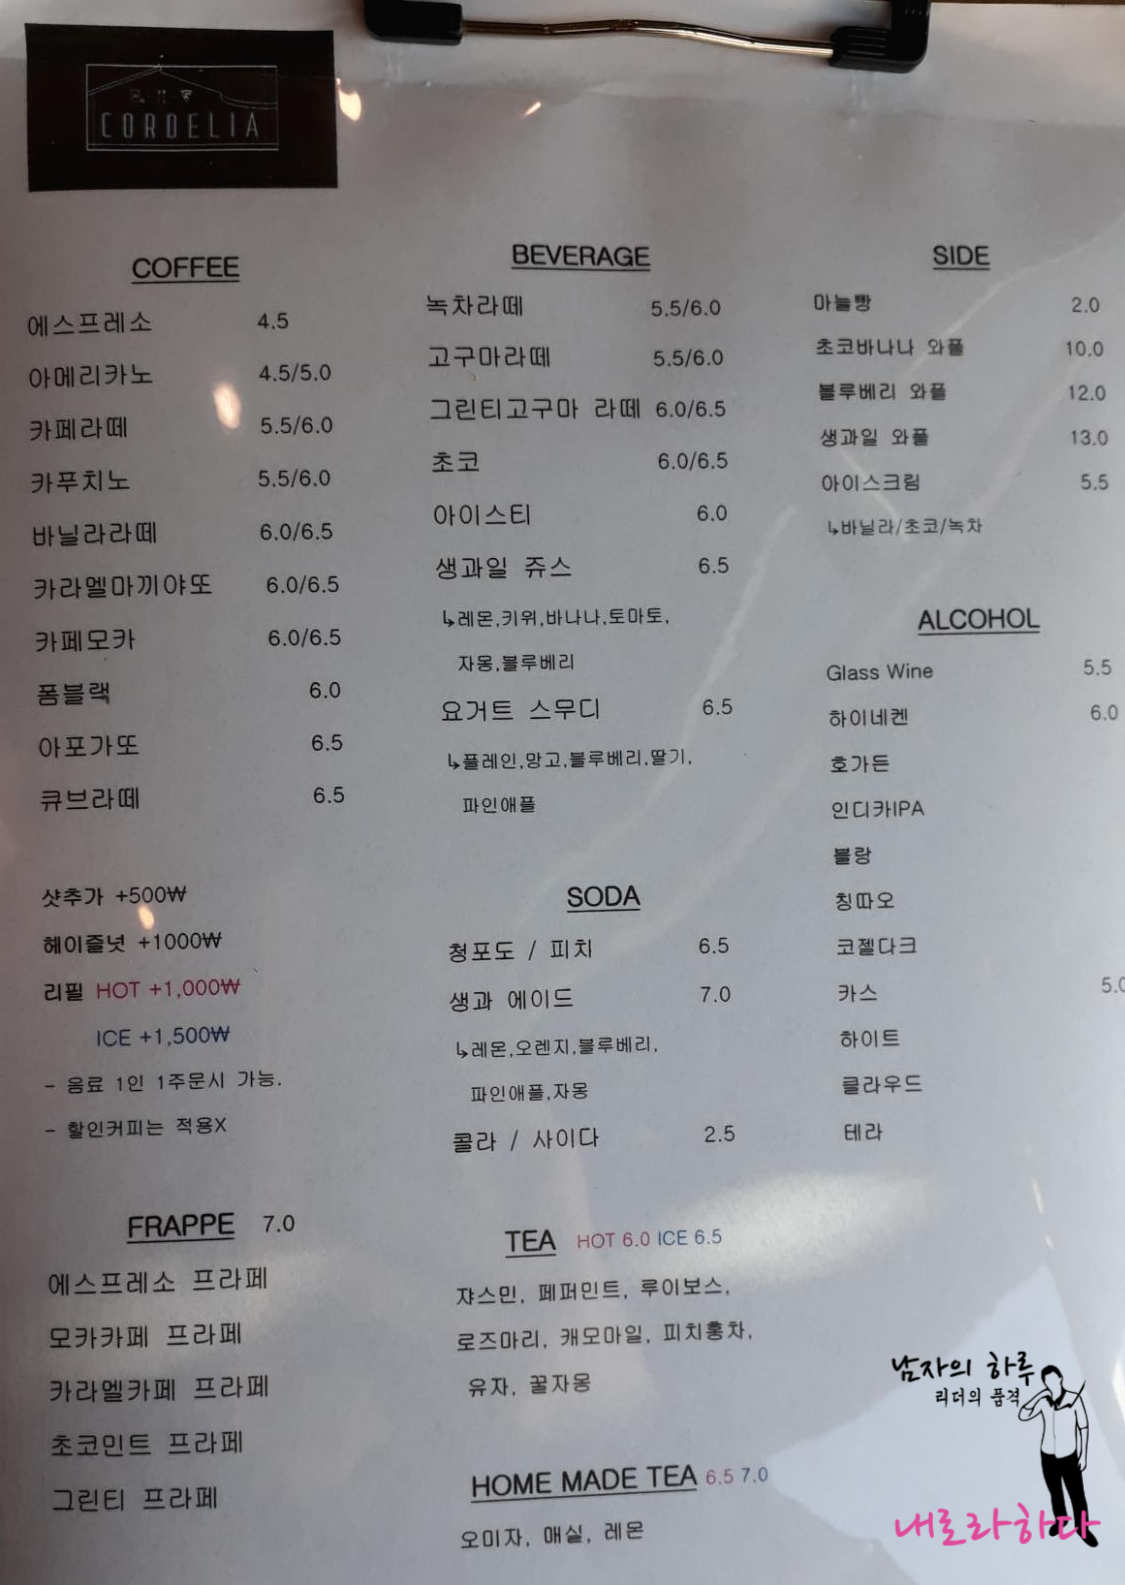 CORDELIA
COFFEE
에스프레소 4.5
아메리카노 4.5/5.0
카페라떼 5.5/6.0
카푸치노 5.5/6.0
바닐라라떼 6.0/6.5
카라멜마끼야또 6.0/6.5
카페모카 6.0/6.5
폼블랙 6.0
아포가또 6.5
큐브라떼 6.5
샷추가 +500₩
헤이즐넛 +1000₩
리필 HOT +1,000₩
ICE +1,500₩
- 음료 1인 1주문시 가능.
- 할인커피는 적용X
FRAPPE 7.0
에스프레소 프라페
모카카페 프라페
카라멜카페 프라페
초코민트 프라페
그린티 프라페
BEVERAGE
녹차라떼 5.5/6.0
고구마라떼 5.5/6.0
그린티고구마 라떼 6.0/6.5
초코 6.0/6.5
아이스티 6.0
생과일 쥬스 6.5
↳레몬,키위,바나나,토마토,
자몽,블루베리
요거트 스무디 6.5
↳플레인,망고,블루베리,딸기,
파인애플
SODA
청포도 / 피치 6.5
생과 에이드 7.0
↳레몬,오렌지,블루베리,
파인애플,자몽
콜라 / 사이다 2.5
TEA HOT 6.0 ICE 6.5
쟈스민, 페퍼민트, 루이보스,
로즈마리, 캐모마일, 피치홍차,
유자, 꿀자몽
HOME MADE TEA 6.5 7.0
오미자, 매실, 레몬
SIDE
마늘빵 2.0
초코바나나 와플 10.0
블루베리 와플 12.0
생과일 와플 13.0
아이스크림 5.5
↳바닐라/초코/녹차
ALCOHOL
Glass Wine 5.5
하이네켄 6.0
호가든
인디카IPA
블랑
칭따오
코젤다크
카스 5.0
하이트
클라우드
테라
남자의 하루
리더의 품격
내로라하다